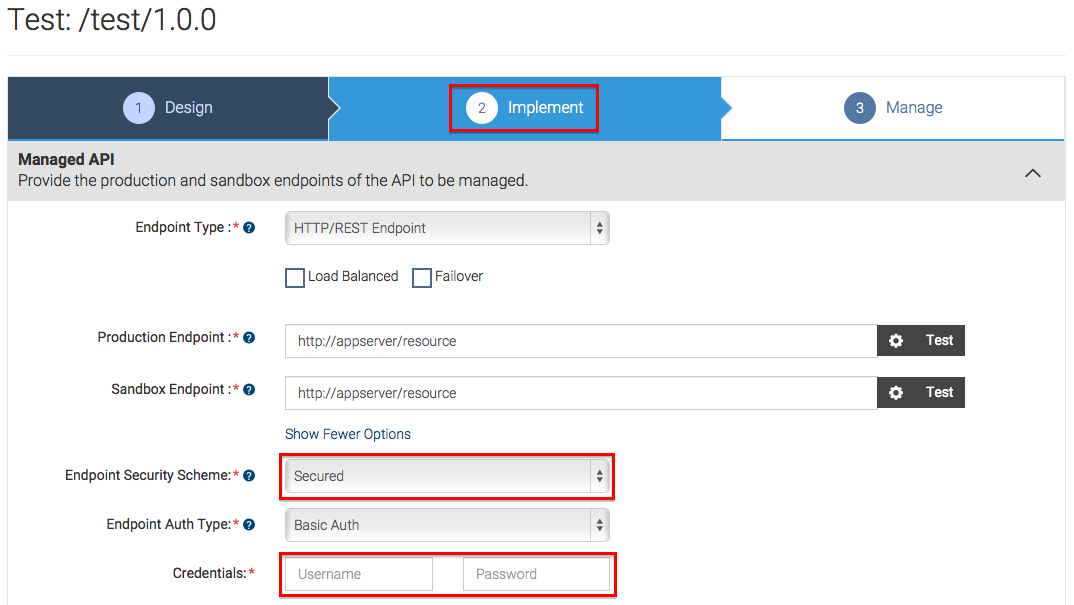 Test: /test/1.0.0
1 Design 2 Implement 3 Manage
Managed API
Provide the production and sandbox endpoints of the API to be managed.
Endpoint Type :* ? HTTP/REST Endpoint
Load Balanced Failover
Production Endpoint :* ? http://appserver/resource Test
Sandbox Endpoint :* ? http://appserver/resource Test
Show Fewer Options
Endpoint Security Scheme:* ? Secured
Endpoint Auth Type:* ? Basic Auth
Credentials:* Username Password